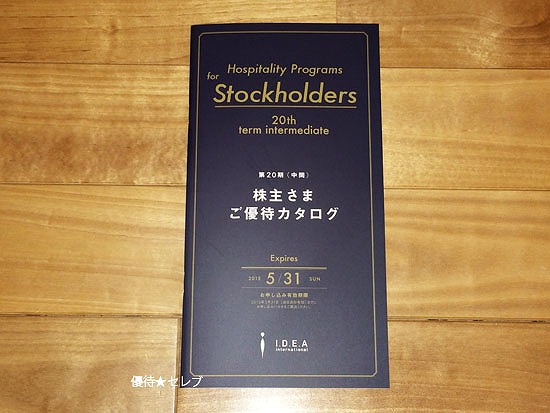 Hospitality Programs
for
Stockholders
20th
term intermediate
第20期（中間）
株主さま
ご優待カタログ
Expires
2015 5/31 SUN
お申し込み有効期限
I.D.E.A
international
優待★セレブ